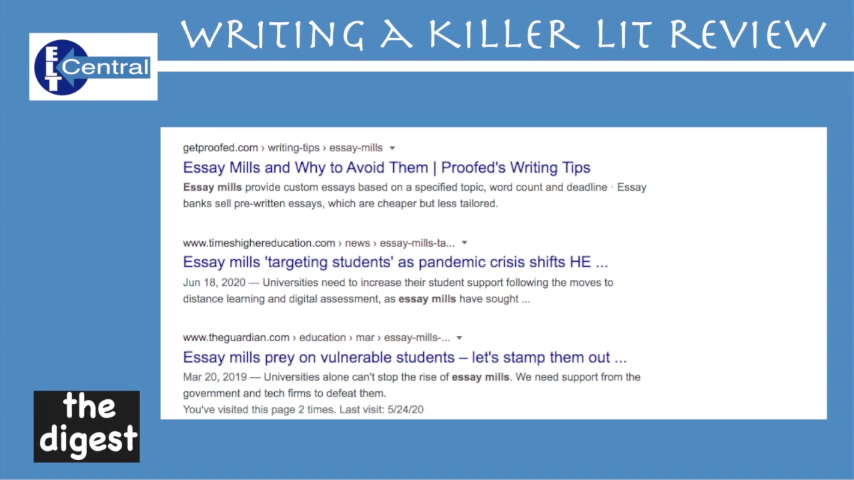 WRITING A KILLER LIT REVIEW
ELT
Central
getproofed.com › writing-tips › essay-mills
Essay Mills and Why to Avoid Them | Proofed's Writing Tips
Essay mills provide custom essays based on a specified topic, word count and deadline · Essay
banks sell pre-written essays, which are cheaper but less tailored.
www.timeshighereducation.com › news › essay-mills-ta...
Essay mills 'targeting students' as pandemic crisis shifts HE ...
Jun 18, 2020 — Universities need to increase their student support following the moves to
distance learning and digital assessment, as essay mills have sought ...
www.theguardian.com › education › mar › essay-mills-...
Essay mills prey on vulnerable students – let's stamp them out ...
Mar 20, 2019 — Universities alone can't stop the rise of essay mills. We need support from the
government and tech firms to defeat them.
You've visited this page 2 times. Last visit: 5/24/20
the
digest